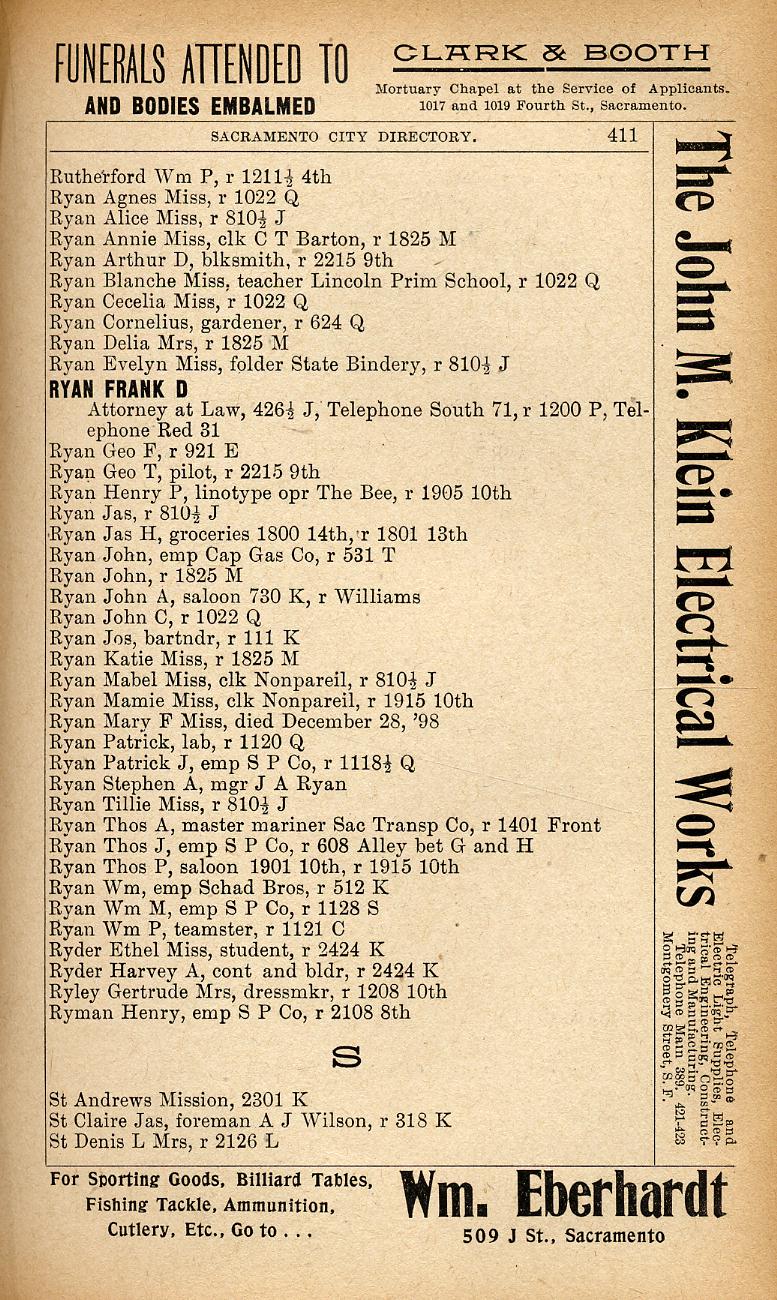 FUNERALS ATTENDED TO
AND BODIES EMBALMED
CLARK & BOOTH
Mortuary Chapel at the Service of Applicants.
1017 and 1019 Fourth St., Sacramento.
SACRAMENTO CITY DIRECTORY. 411
Rutherford Wm P, r 1211½ 4th
Ryan Agnes Miss, r 1022 Q
Ryan Alice Miss, r 810½ J
Ryan Annie Miss, clk C T Barton, r 1825 M
Ryan Arthur D, blksmith, r 2215 9th
Ryan Blanche Miss, teacher Lincoln Prim School, r 1022 Q
Ryan Cecelia Miss, r 1022 Q
Ryan Cornelius, gardener, r 624 Q
Ryan Delia Mrs, r 1825 M
Ryan Evelyn Miss, folder State Bindery, r 810½ J
RYAN FRANK D
Attorney at Law, 426½ J, Telephone South 71, r 1200 P, Tel-
ephone Red 31
Ryan Geo F, r 921 E
Ryan Geo T, pilot, r 2215 9th
Ryan Henry P, linotype opr The Bee, r 1905 10th
Ryan Jas, r 810½ J
Ryan Jas H, groceries 1800 14th, r 1801 13th
Ryan John, emp Cap Gas Co, r 531 T
Ryan John, r 1825 M
Ryan John A, saloon 730 K, r Williams
Ryan John C, r 1022 Q
Ryan Jos, bartndr, r 111 K
Ryan Katie Miss, r 1825 M
Ryan Mabel Miss, clk Nonpareil, r 810½ J
Ryan Mamie Miss, clk Nonpareil, r 1915 10th
Ryan Mary F Miss, died December 28, '98
Ryan Patrick, lab, r 1120 Q
Ryan Patrick J, emp S P Co, r 1118½ Q
Ryan Stephen A, mgr J A Ryan
Ryan Tillie Miss, r 810½ J
Ryan Thos A, master mariner Sac Transp Co, r 1401 Front
Ryan Thos J, emp S P Co, r 608 Alley bet G and H
Ryan Thos P, saloon 1901 10th, r 1915 10th
Ryan Wm, emp Schad Bros, r 512 K
Ryan Wm M, emp S P Co, r 1128 S
Ryan Wm P, teamster, r 1121 C
Ryder Ethel Miss, student, r 2424 K
Ryder Harvey A, cont and bldr, r 2424 K
Ryley Gertrude Mrs, dressmkr, r 1208 10th
Ryman Henry, emp S P Co, r 2108 8th
S
St Andrews Mission, 2301 K
St Claire Jas, foreman A J Wilson, r 318 K
St Denis L Mrs, r 2126 L
The John M. Klein Electrical Works
Telegraph, Telephone and
Electric Light Supplies, Elec-
trical Engineering, Construct-
ing and Manufacturing.
Telephone Main 389. 421-423
Montgomery Street, S. F.
For Sporting Goods, Billiard Tables,
Fishing Tackle, Ammunition,
Cutlery, Etc., Go to . . .
Wm. Eberhardt
509 J St., Sacramento